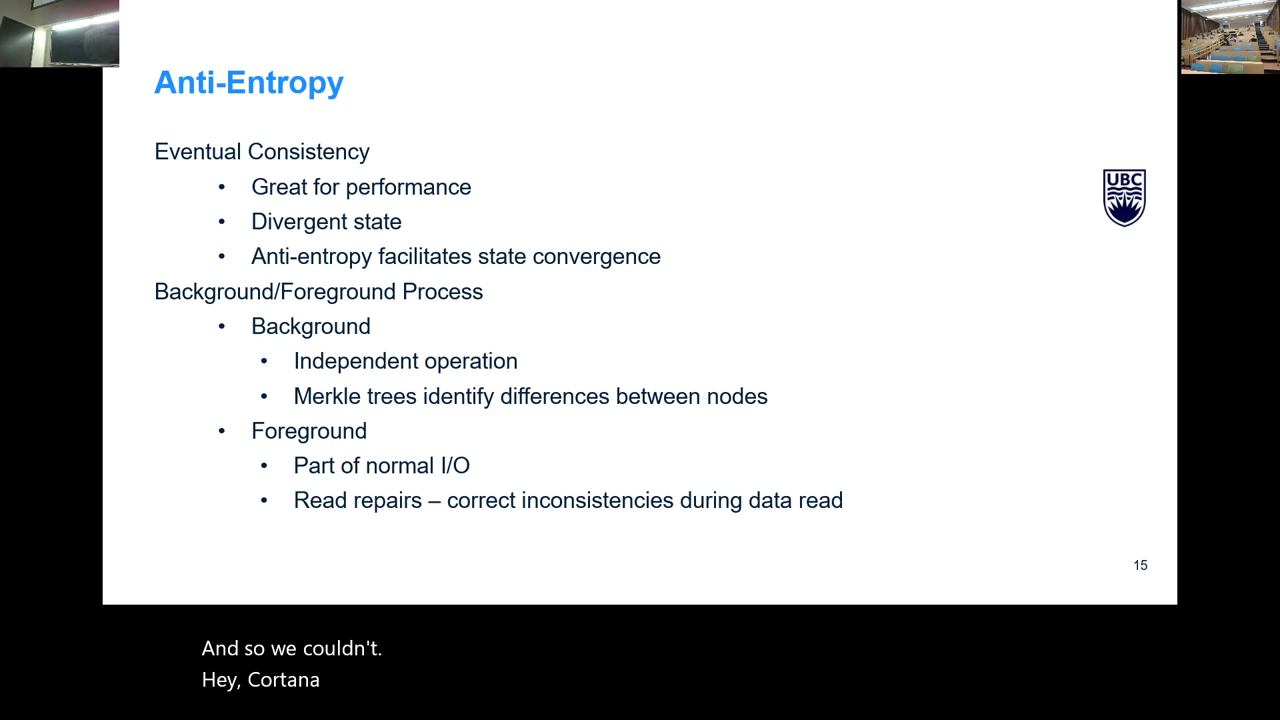 Anti-Entropy
Eventual Consistency
• Great for performance
• Divergent state
• Anti-entropy facilitates state convergence
Background/Foreground Process
• Background
• Independent operation
• Merkle trees identify differences between nodes
• Foreground
• Part of normal I/O
• Read repairs – correct inconsistencies during data read
UBC
15
And so we couldn't.
Hey, Cortana